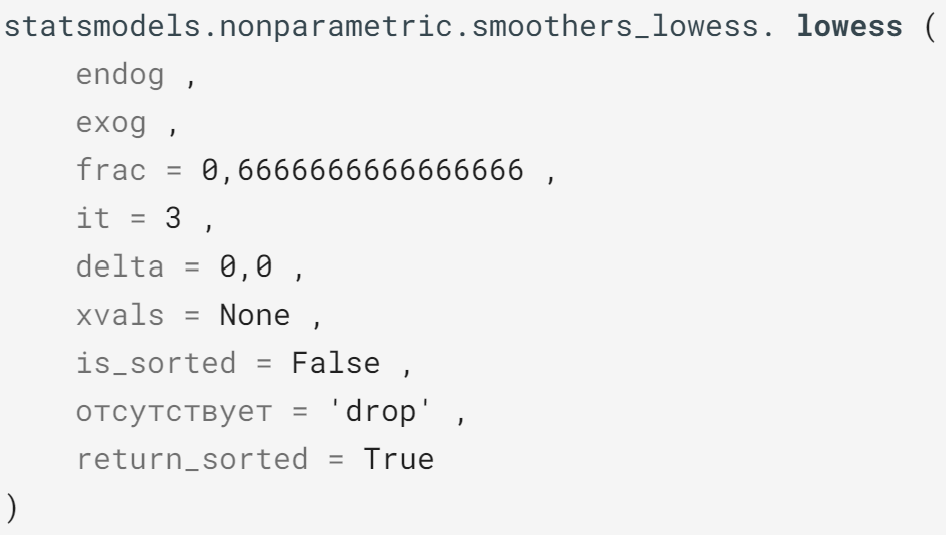 statsmodels.nonparametric.smoothers_lowess. lowess (
endog ,
exog ,
frac = 0,6666666666666666 ,
it = 3 ,
delta = 0,0 ,
xvals = None ,
is_sorted = False ,
отсутствует = 'drop' ,
return_sorted = True
)